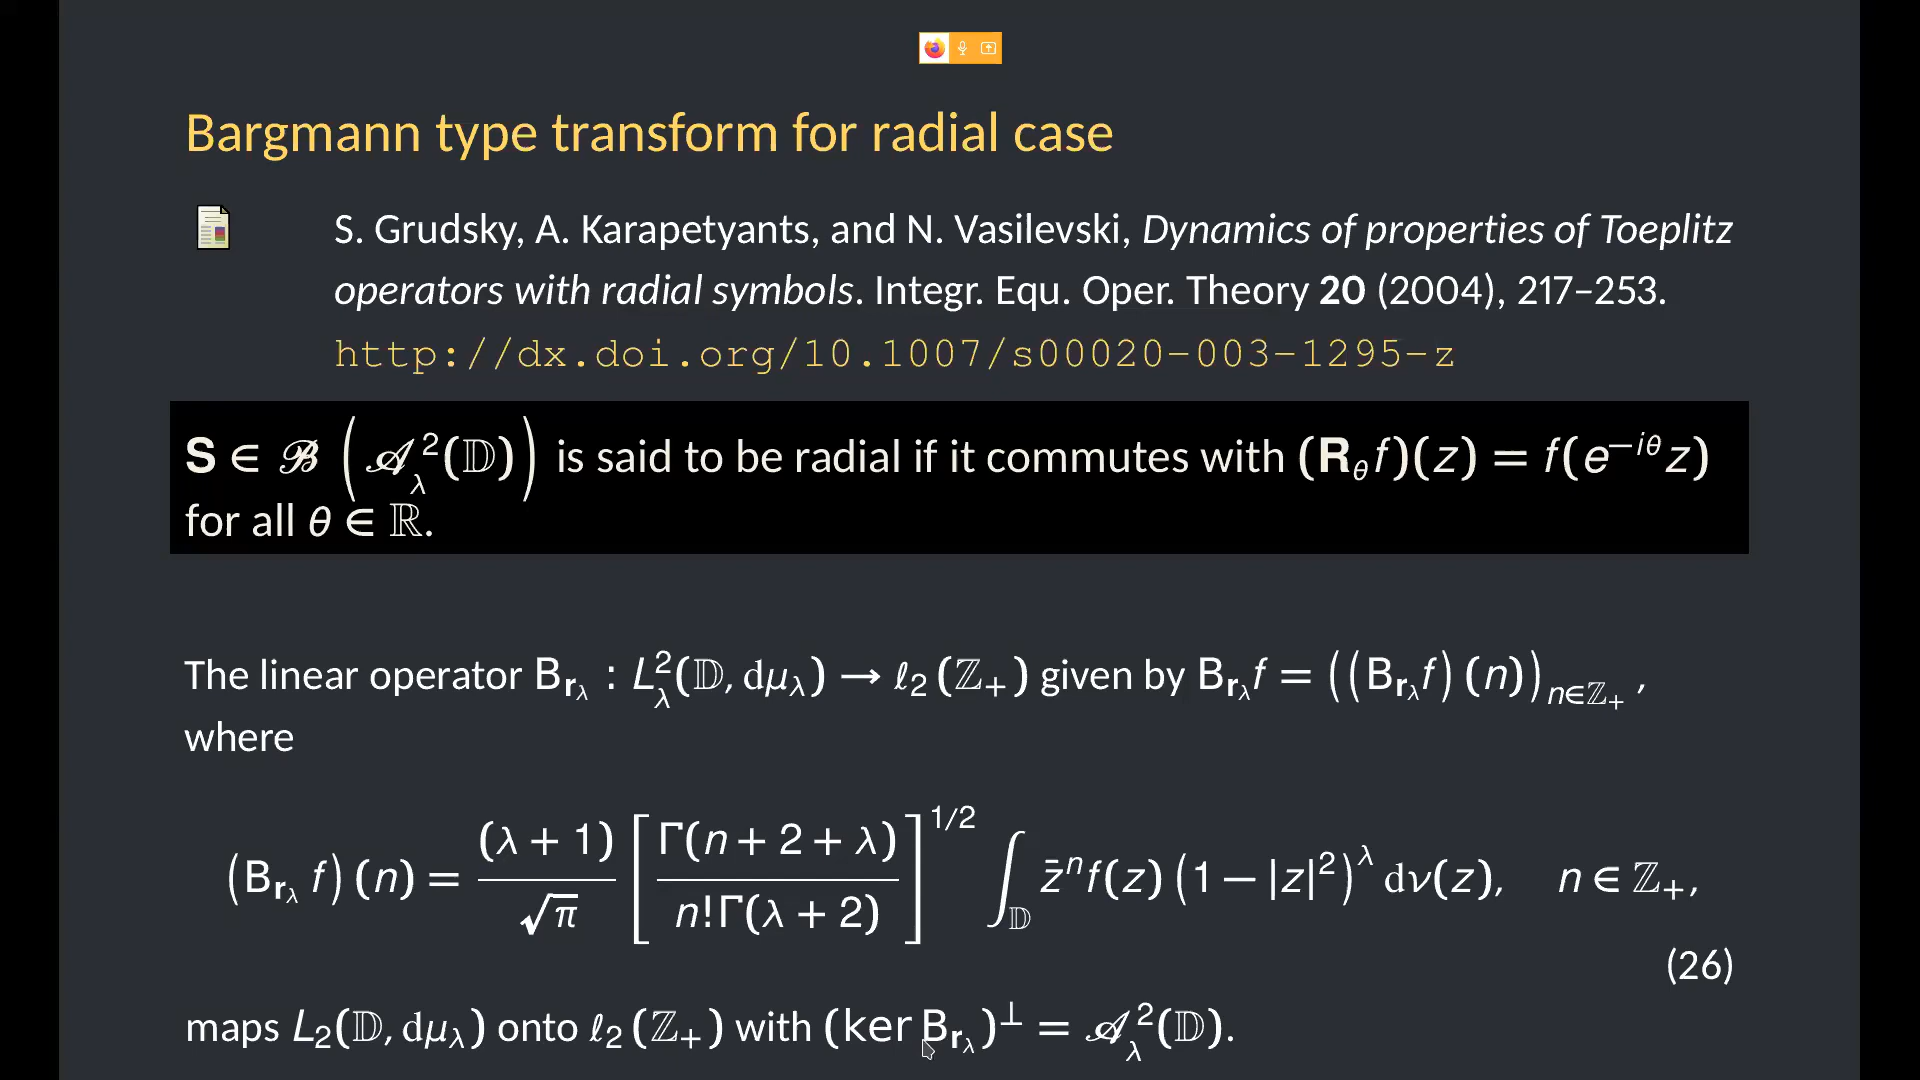 Bargmann type transform for radial case
S. Grudsky, A. Karapetyants, and N. Vasilevski, Dynamics of properties of Toeplitz
operators with radial symbols. Integr. Equ. Oper. Theory 20 (2004), 217–253.
http://dx.doi.org/10.1007/s00020-003-1295-z
S ∈ ℬ (𝒜²_λ(𝔻)) is said to be radial if it commutes with (R_θ f)(z) = f(e^{−iθ}z)
for all θ ∈ ℝ.
The linear operator B_{r_λ} : L²_λ(𝔻, dμ_λ) → ℓ₂(ℤ₊) given by B_{r_λ}f = ((B_{r_λ}f)(n))_{n∈ℤ₊},
where
(B_{r_λ} f)(n) = \frac{(λ + 1)}{\sqrt{π}} [\frac{Γ(n + 2 + λ)}{n!Γ(λ + 2)}]^{1/2} ∫_𝔻 z̄ⁿf(z) (1 − |z|²)^λ dν(z), n ∈ ℤ₊,
(26)
maps L₂(𝔻, dμ_λ) onto ℓ₂(ℤ₊) with (ker B_{r_λ})^⊥ = 𝒜²_λ(𝔻).